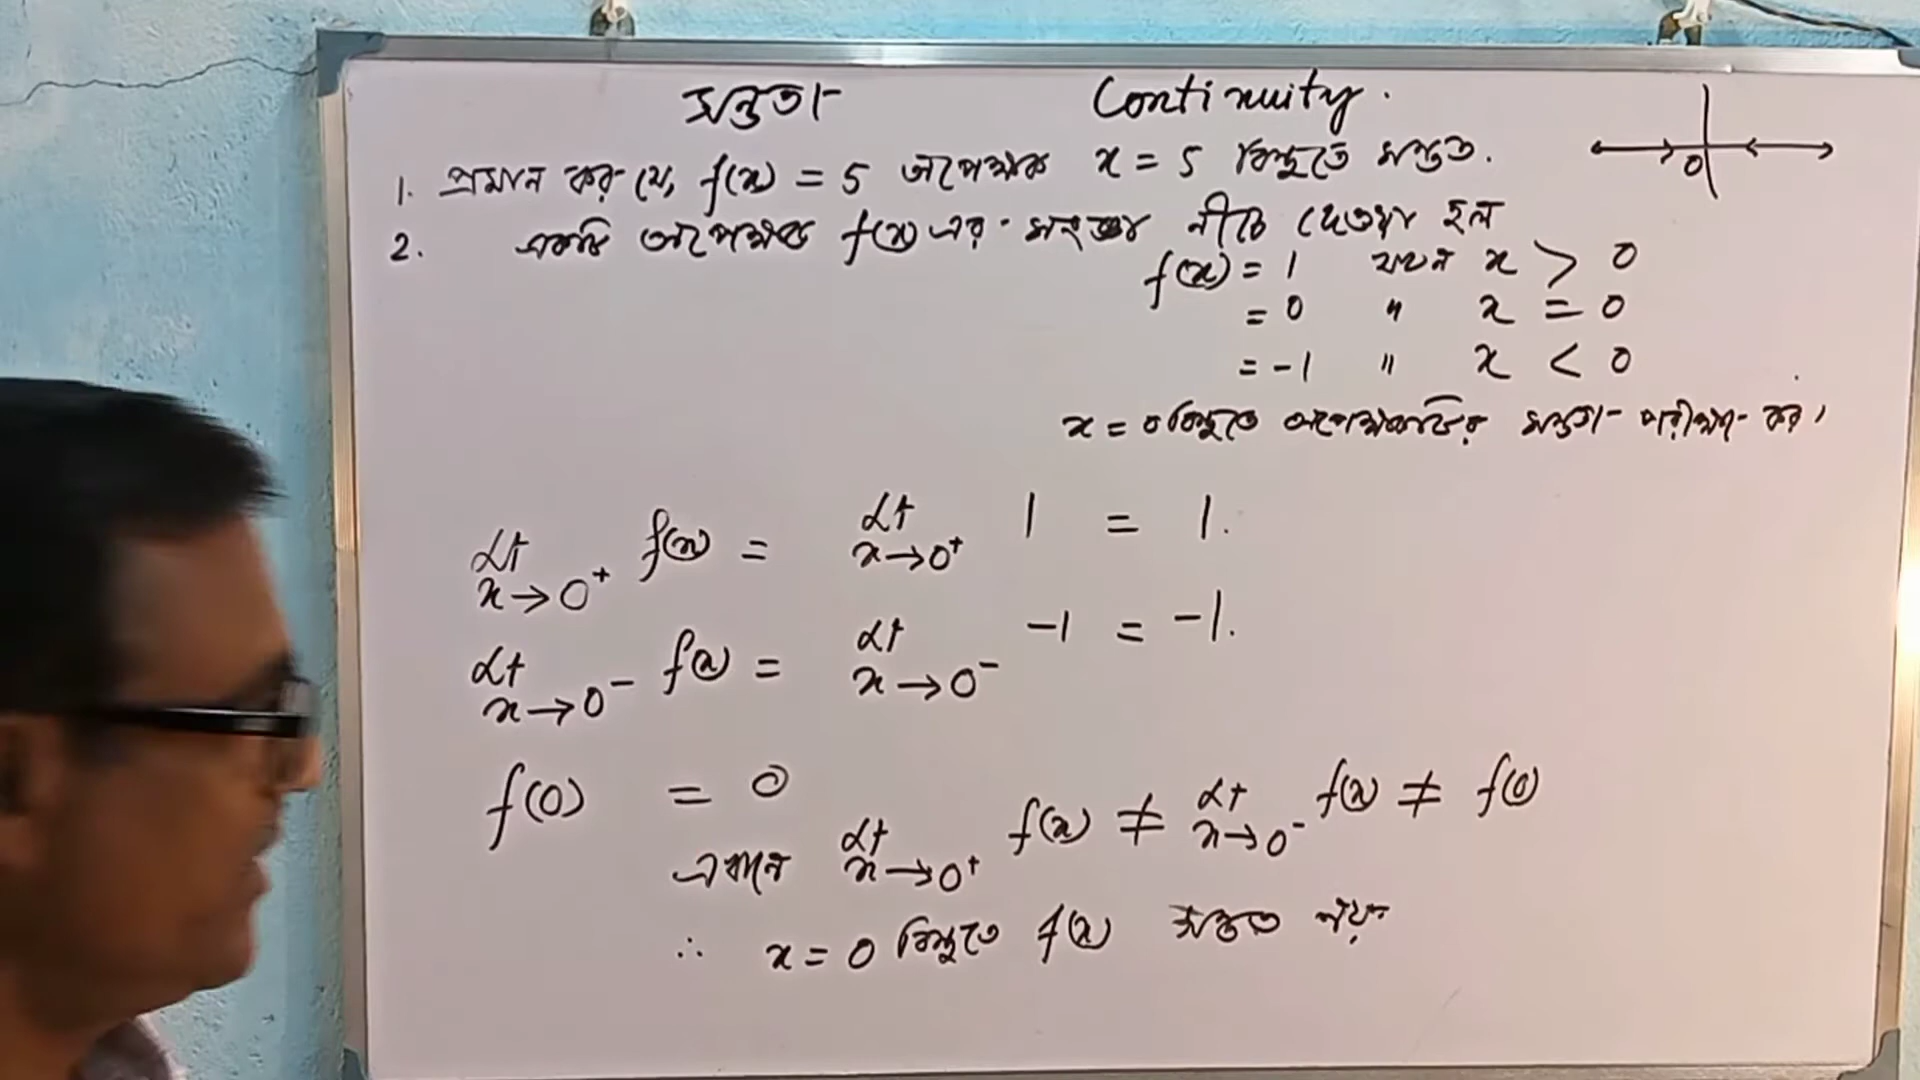 সন্ততা Continuity.
0
1. প্রমান কর যে, f(x) = 5 অপেক্ষক x = 5 বিন্দুতে সন্তত.
2. একটি অপেক্ষক f(x) এর সংজ্ঞা নীচে দেওয়া হল
f(x) = 1 যখন x > 0
= 0 " x = 0
= -1 " x < 0
x = 0 বিন্দুতে অপেক্ষকটির সন্ততা পরীক্ষা কর।
Lt x→0⁺ f(x) = Lt x→0⁺ 1 = 1.
Lt x→0⁻ f(x) = Lt x→0⁻ -1 = -1.
f(0) = 0
এখানে Lt x→0⁺ f(x) ≠ Lt x→0⁻ f(x) ≠ f(0)
∴ x = 0 বিন্দুতে f(x) সন্তত নয়